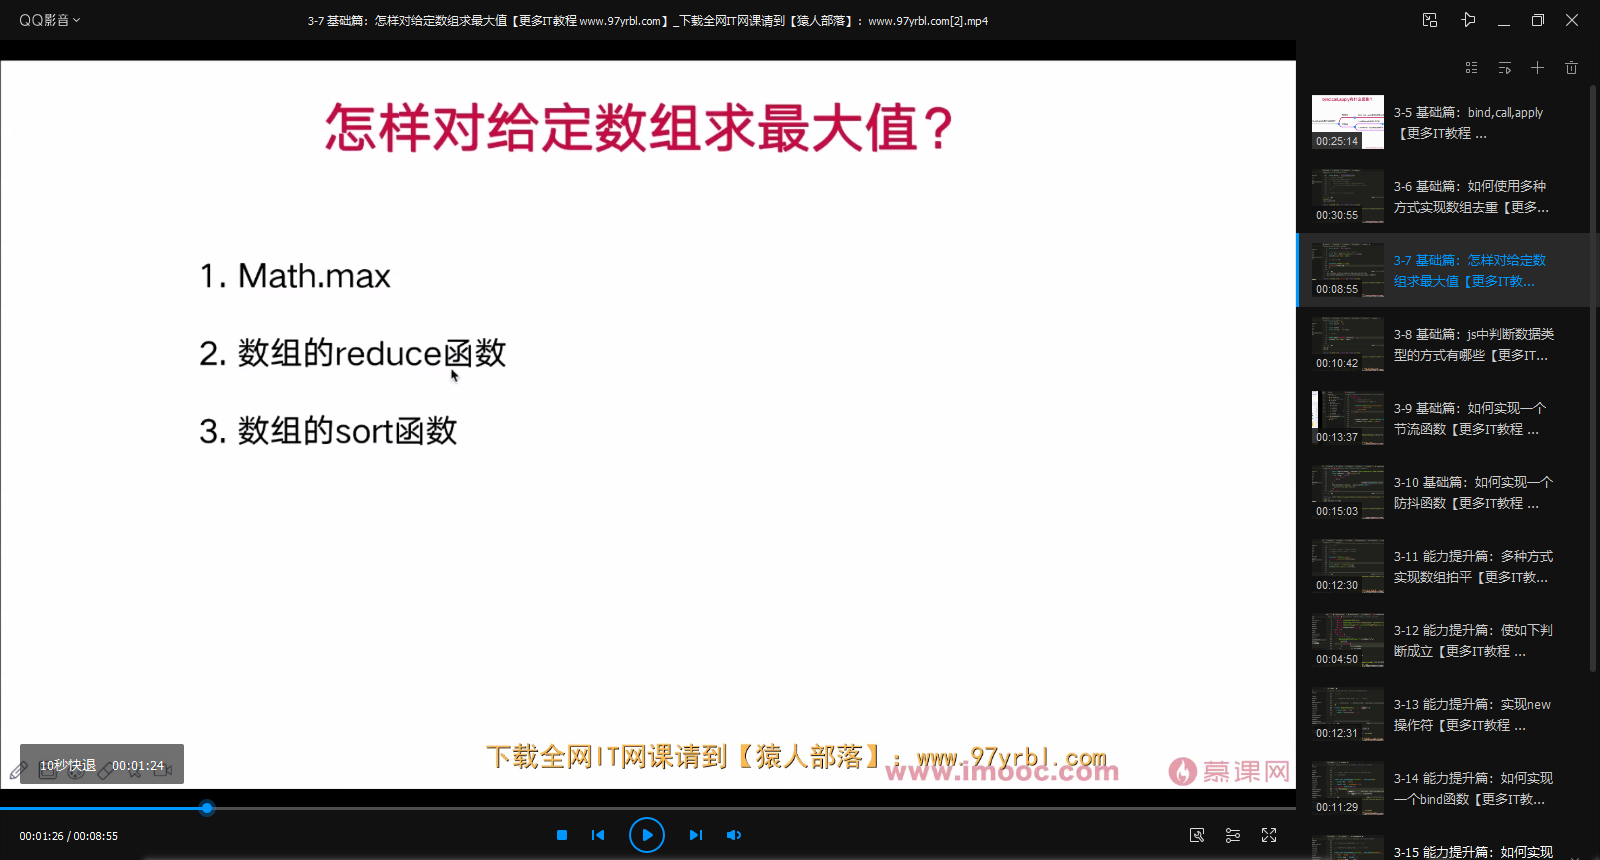 QQ影音
3-7 基础篇：怎样对给定数组求最大值【更多IT教程 www.97yrbl.com】_下载全网IT网课请到【猿人部落】：www.97yrbl.com[2].mp4
怎样对给定数组求最大值？
1. Math.max
2. 数组的reduce函数
3. 数组的sort函数
10秒快退 00:01:24
下载全网IT网课请到【猿人部落】：www.97yrbl.com
www.imooc.com
慕课网
00:01:26 / 00:08:55
00:25:14
3-5 基础篇：bind,call,apply
【更多IT教程 ...
00:30:55
3-6 基础篇：如何使用多种
方式实现数组去重【更多...
00:08:55
3-7 基础篇：怎样对给定数
组求最大值【更多IT教...
00:10:42
3-8 基础篇：js中判断数据类
型的方式有哪些【更多IT...
00:13:37
3-9 基础篇：如何实现一个
节流函数【更多IT教程 ...
00:15:03
3-10 基础篇：如何实现一个
防抖函数【更多IT教程 ...
00:12:30
3-11 能力提升篇：多种方式
实现数组拍平【更多IT教...
00:04:50
3-12 能力提升篇：使如下判
断成立【更多IT教程 ...
00:12:31
3-13 能力提升篇：实现new
操作符【更多IT教程 ...
00:11:29
3-14 能力提升篇：如何实现
一个bind函数【更多IT教...
3-15 能力提升篇：如何实现